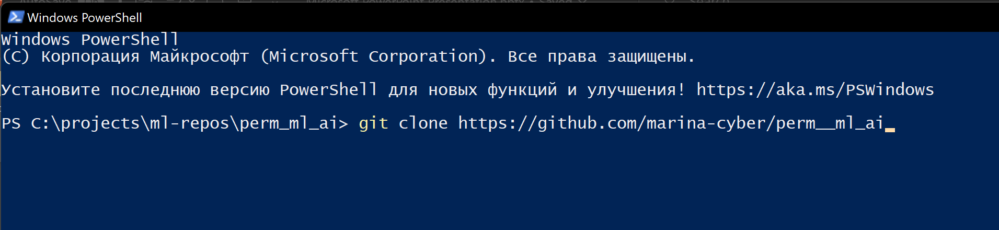 Windows PowerShell
Windows PowerShell
(C) Корпорация Майкрософт (Microsoft Corporation). Все права защищены.
Установите последнюю версию PowerShell для новых функций и улучшения! https://aka.ms/PSWindows
PS C:\projects\ml-repos\perm_ml_ai> git clone https://github.com/marina-cyber/perm__ml_ai